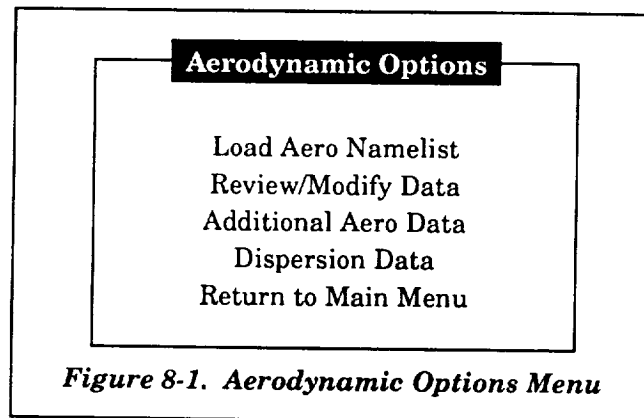 Aerodynamic Options
Load Aero Namelist
Review/Modify Data
Additional Aero Data
Dispersion Data
Return to Main Menu
Figure 8-1. Aerodynamic Options Menu